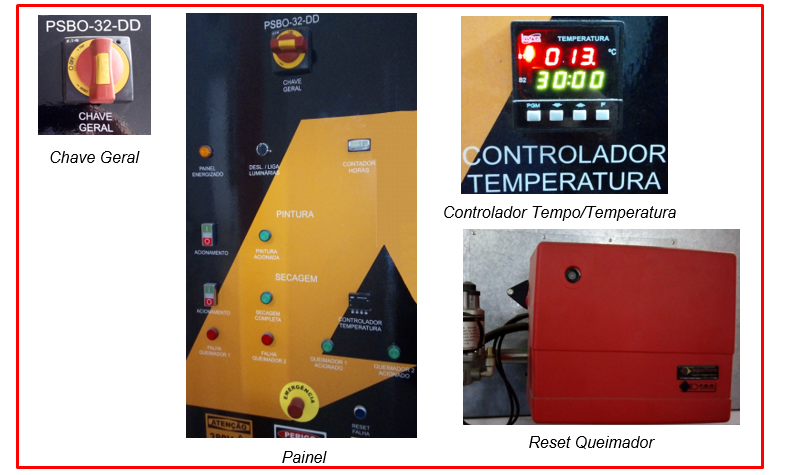 PSBO-32-DD
CHAVE
GERAL
Chave Geral
PSBO-32-DD
CHAVE
GERAL
PAINEL
ENERGIZADO
DESL. / LIGA
LUMINÁRIAS
CONTADOR
HORAS
PINTURA
ACIONAMENTO
PINTURA
ACIONADA
SECAGEM
ACIONAMENTO
SECAGEM
COMPLETA
CONTROLADOR
TEMPERATURA
FALHA
QUEIMADOR 1
FALHA
QUEIMADOR 2
QUEIMADOR 1
ACIONADO
QUEIMADOR 2
ACIONADO
EMERGÊNCIA
ATENÇÃO
PERIGO
RESET
FALHA
Painel
TEMPERATURA
013.
°C
30:00
PGM
F
CONTROLADOR
TEMPERATURA
Controlador Tempo/Temperatura
Reset Queimador